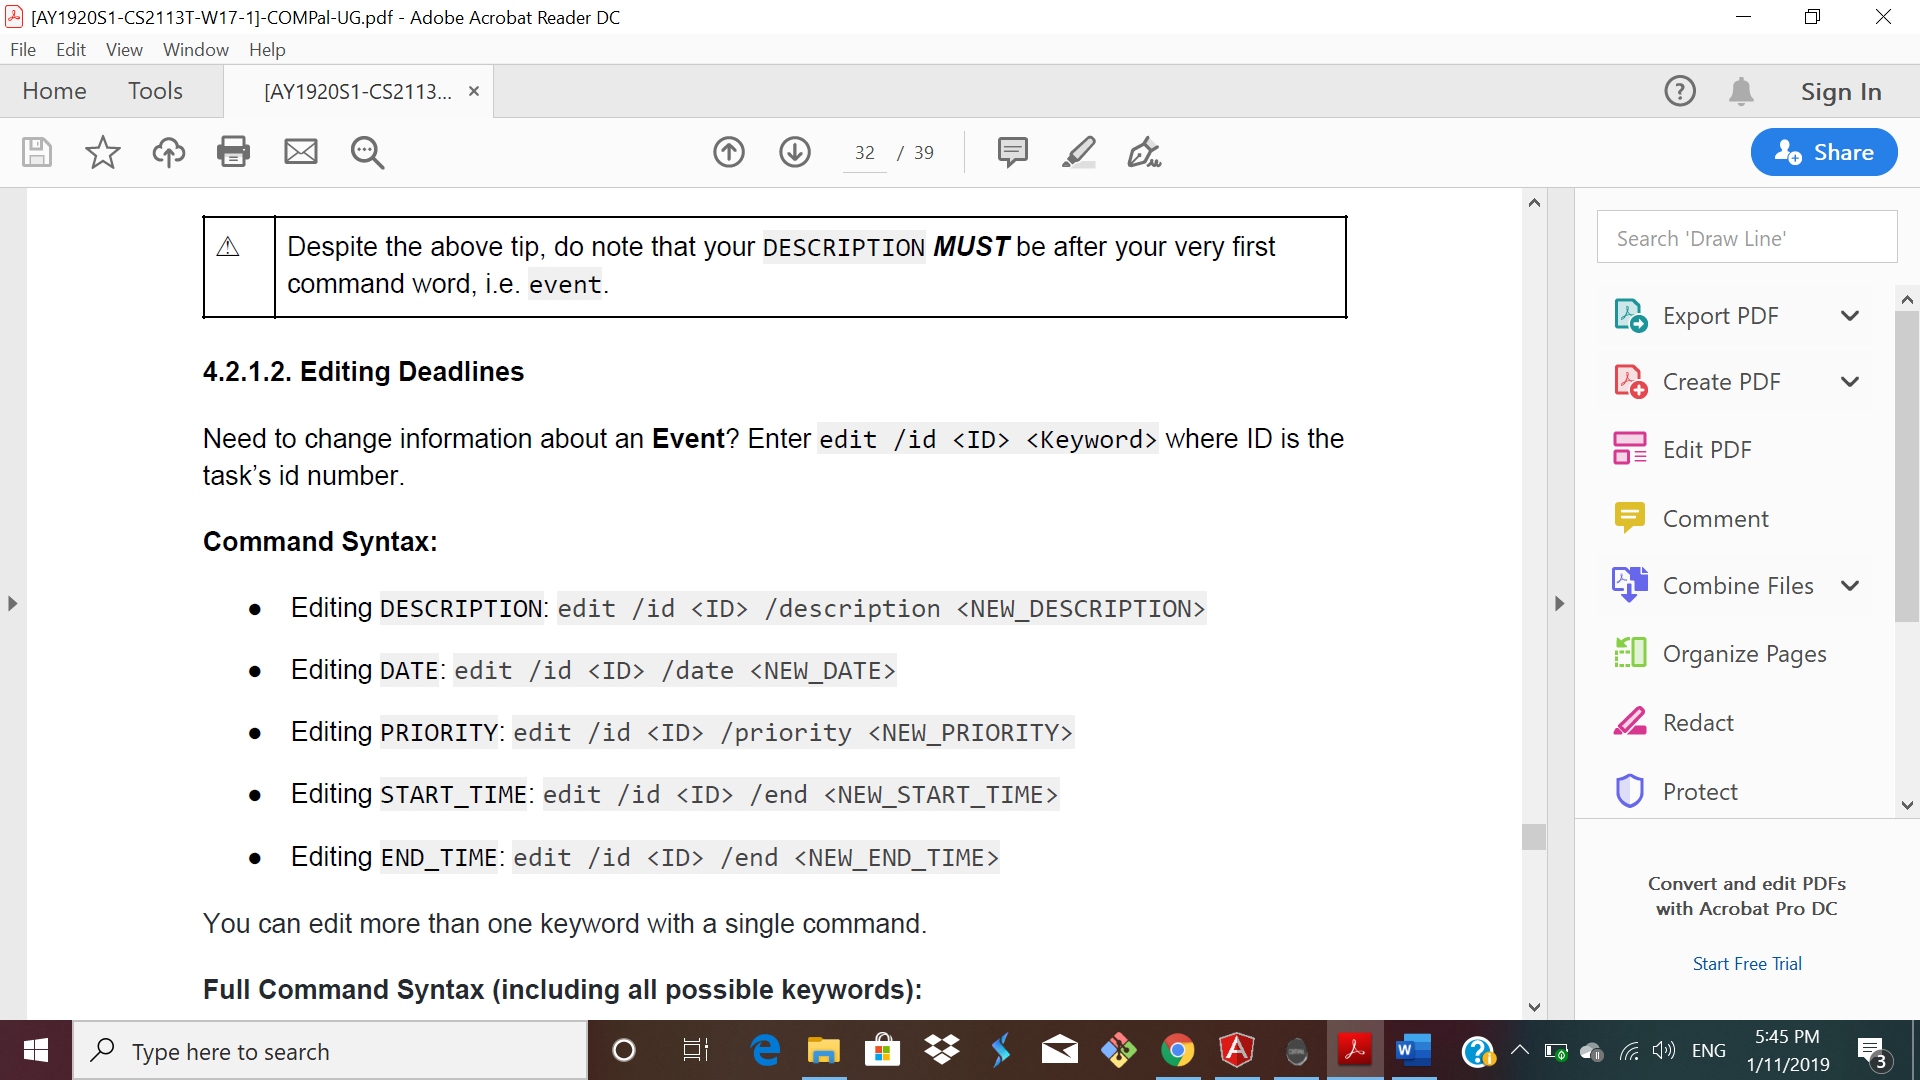 [AY1920S1-CS2113T-W17-1]-COMPal-UG.pdf - Adobe Acrobat Reader DC
File Edit View Window Help
Home Tools [AY1920S1-CS2113... × Sign In
32 / 39 Share
⚠ Despite the above tip, do note that your DESCRIPTION MUST be after your very first
command word, i.e. event.
4.2.1.2. Editing Deadlines
Need to change information about an Event? Enter edit /id <ID> <Keyword> where ID is the
task’s id number.
Command Syntax:
● Editing DESCRIPTION: edit /id <ID> /description <NEW_DESCRIPTION>
● Editing DATE: edit /id <ID> /date <NEW_DATE>
● Editing PRIORITY: edit /id <ID> /priority <NEW_PRIORITY>
● Editing START_TIME: edit /id <ID> /end <NEW_START_TIME>
● Editing END_TIME: edit /id <ID> /end <NEW_END_TIME>
You can edit more than one keyword with a single command.
Full Command Syntax (including all possible keywords):
Search 'Draw Line'
Export PDF
Create PDF
Edit PDF
Comment
Combine Files
Organize Pages
Redact
Protect
Convert and edit PDFs
with Acrobat Pro DC
Start Free Trial
Type here to search
ENG
5:45 PM
1/11/2019
3